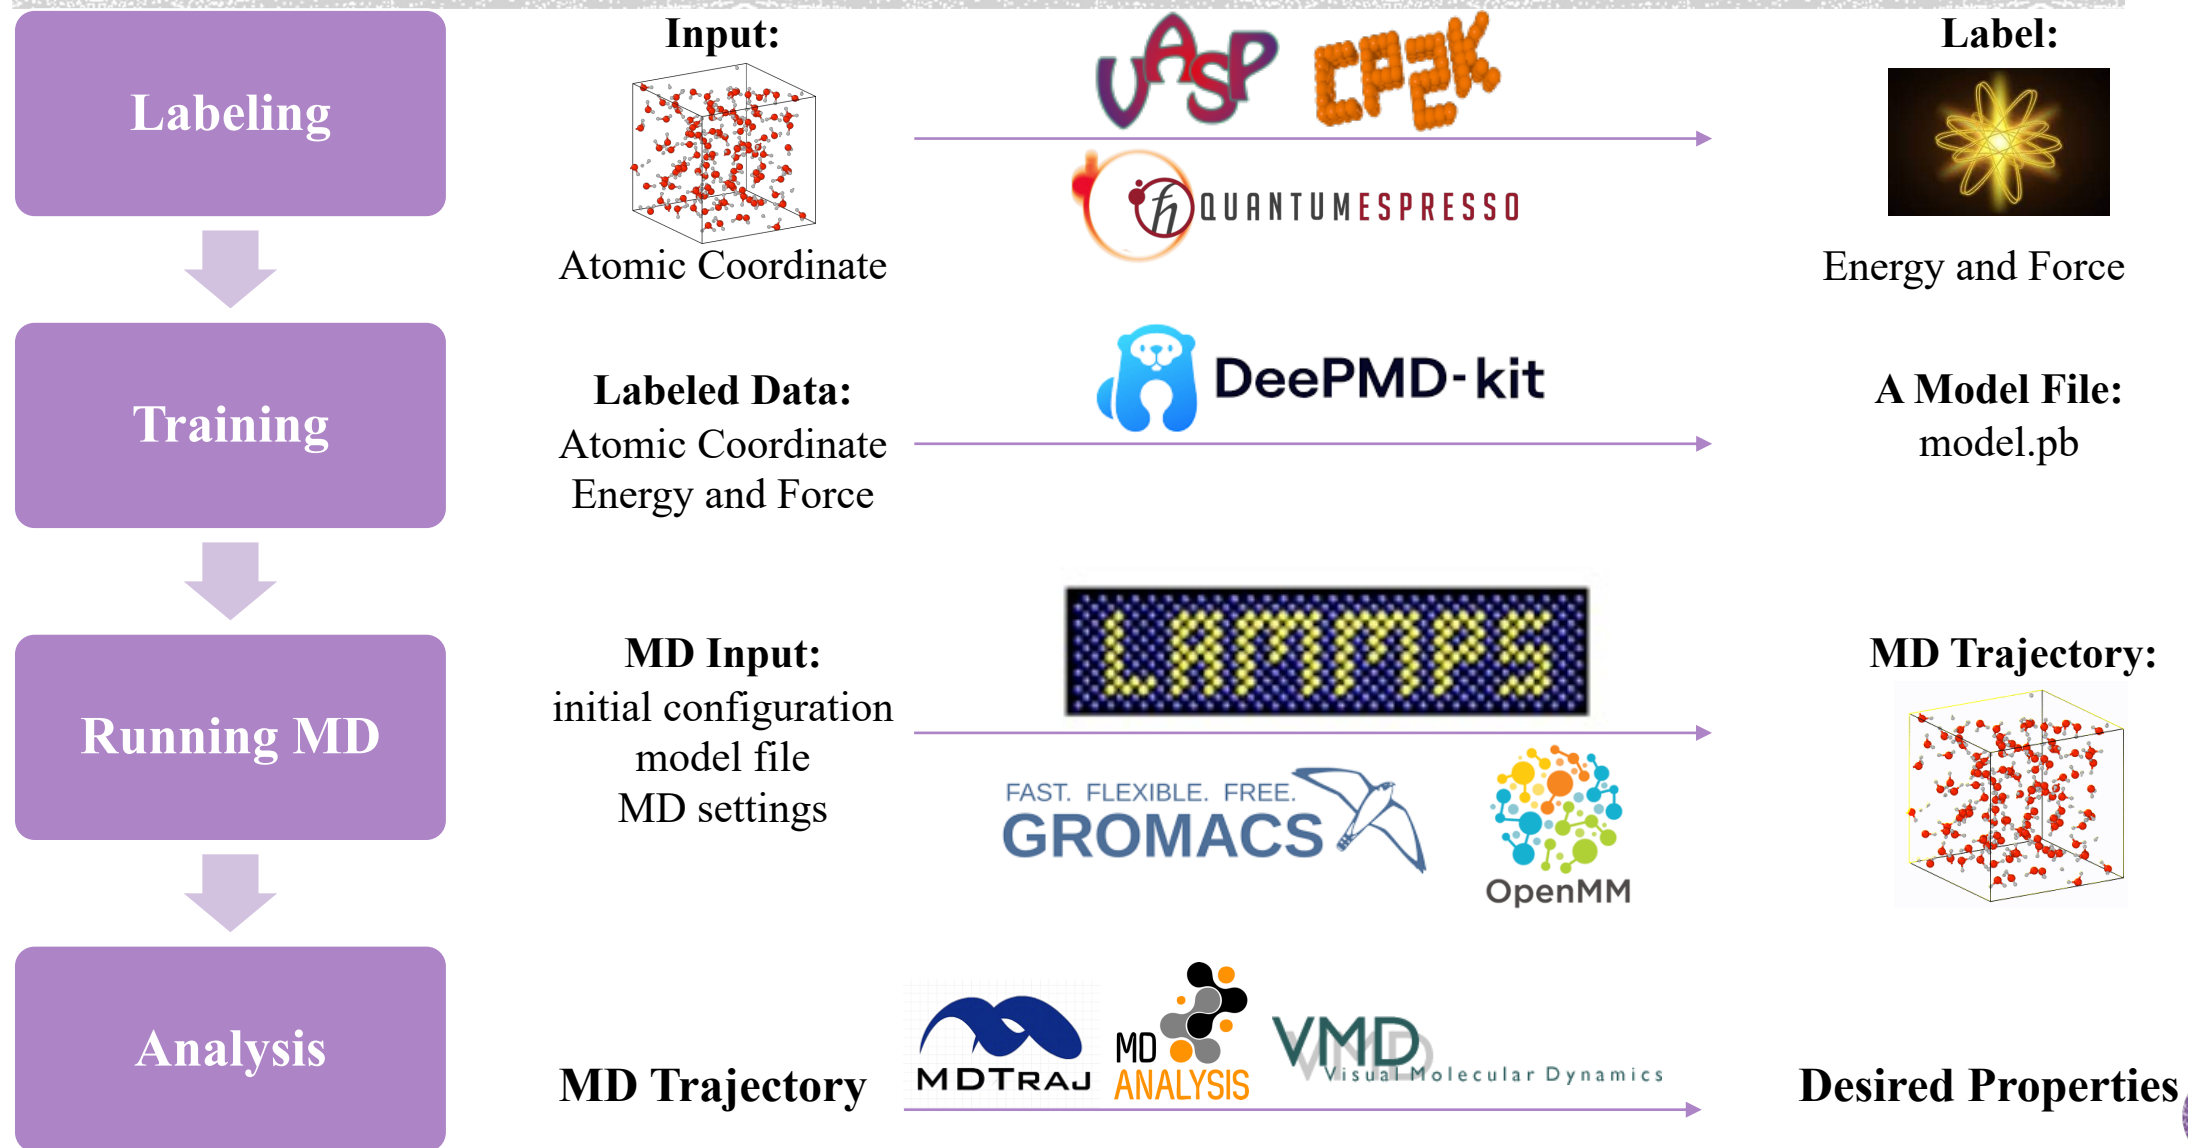 Labeling
Input:
VASP CP2K
ħ QUANTUMESPRESSO
Atomic Coordinate
Label:
Energy and Force
Training
Labeled Data:
Atomic Coordinate
Energy and Force
DeePMD-kit
A Model File:
model.pb
Running MD
MD Input:
initial configuration
model file
MD settings
LAMMPS
FAST. FLEXIBLE. FREE.
GROMACS
OpenMM
MD Trajectory:
Analysis
MD Trajectory
MDTRAJ
MD
ANALYSIS
VMD
Visual Molecular Dynamics
Desired Properties